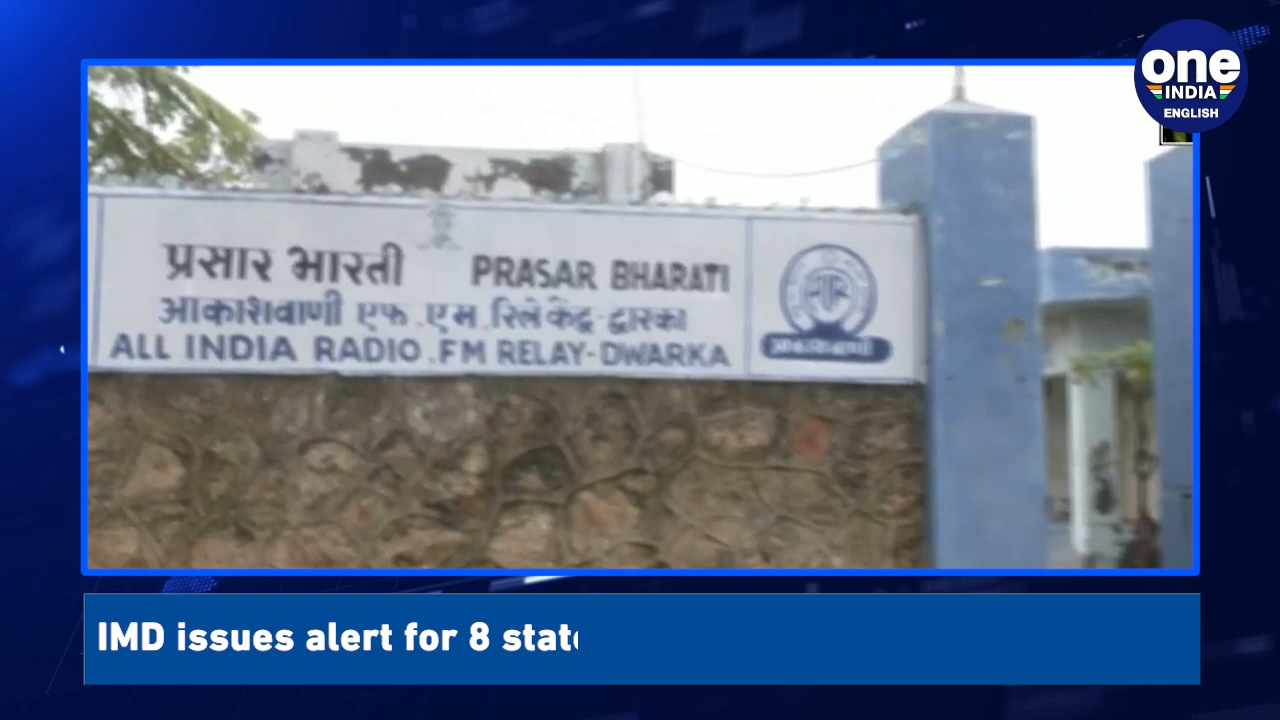 one
INDIA
ENGLISH
प्रसार भारती PRASAR BHARATI
आकाशवाणी एफ.एम.रिले केंद्र-द्वारका
ALL INDIA RADIO.FM RELAY-DWARKA
आकाशवाणी
IMD issues alert for 8 stat